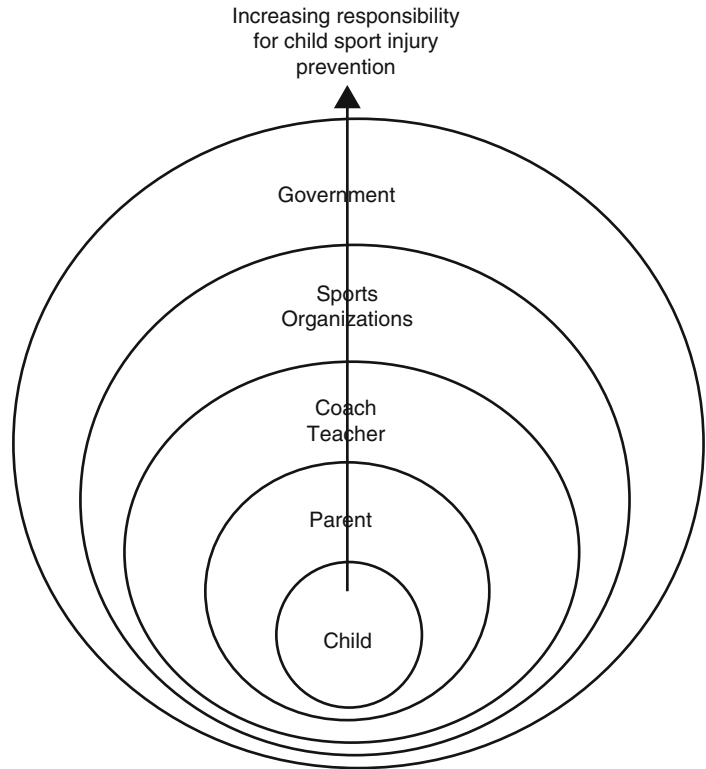 Increasing responsibility
for child sport injury
prevention
Government
Sports
Organizations
Coach
Teacher
Parent
Child